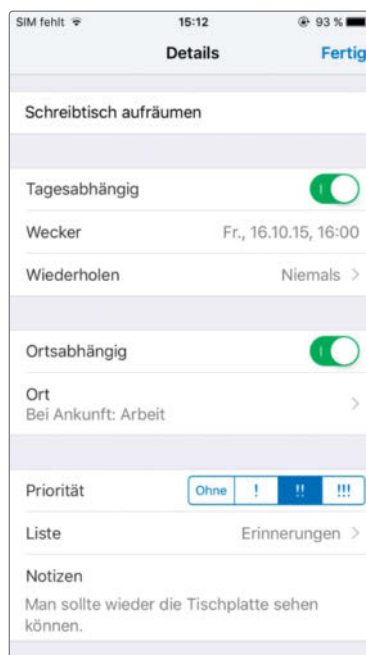 SIM fehlt 15:12 93 %
Details Fertig
Schreibtisch aufräumen
Tagesabhängig
Wecker Fr., 16.10.15, 16:00
Wiederholen Niemals >
Ortsabhängig
Ort
Bei Ankunft: Arbeit >
Priorität Ohne ! !! !!!
Liste Erinnerungen >
Notizen
Man sollte wieder die Tischplatte sehen
können.